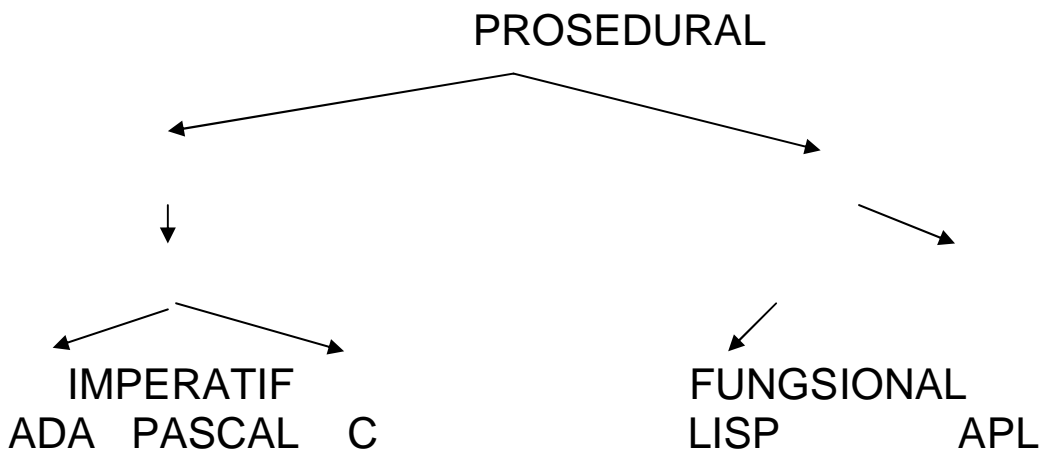 PROSEDURAL
IMPERATIF FUNGSIONAL
ADA PASCAL C LISP APL